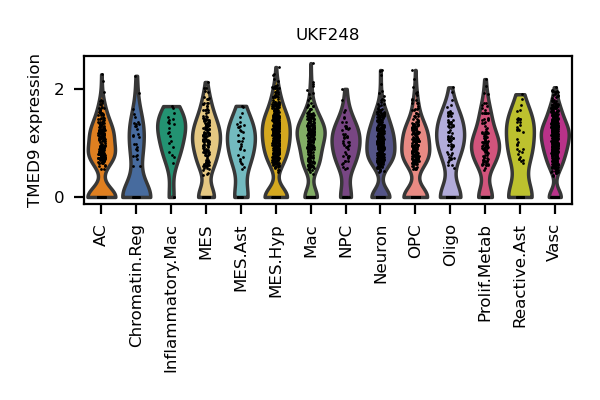 UKF248
TMED9 expression
2
0
AC
Chromatin.Reg
Inflammatory.Mac
MES
MES.Ast
MES.Hyp
Mac
NPC
Neuron
OPC
Oligo
Prolif.Metab
Reactive.Ast
Vasc